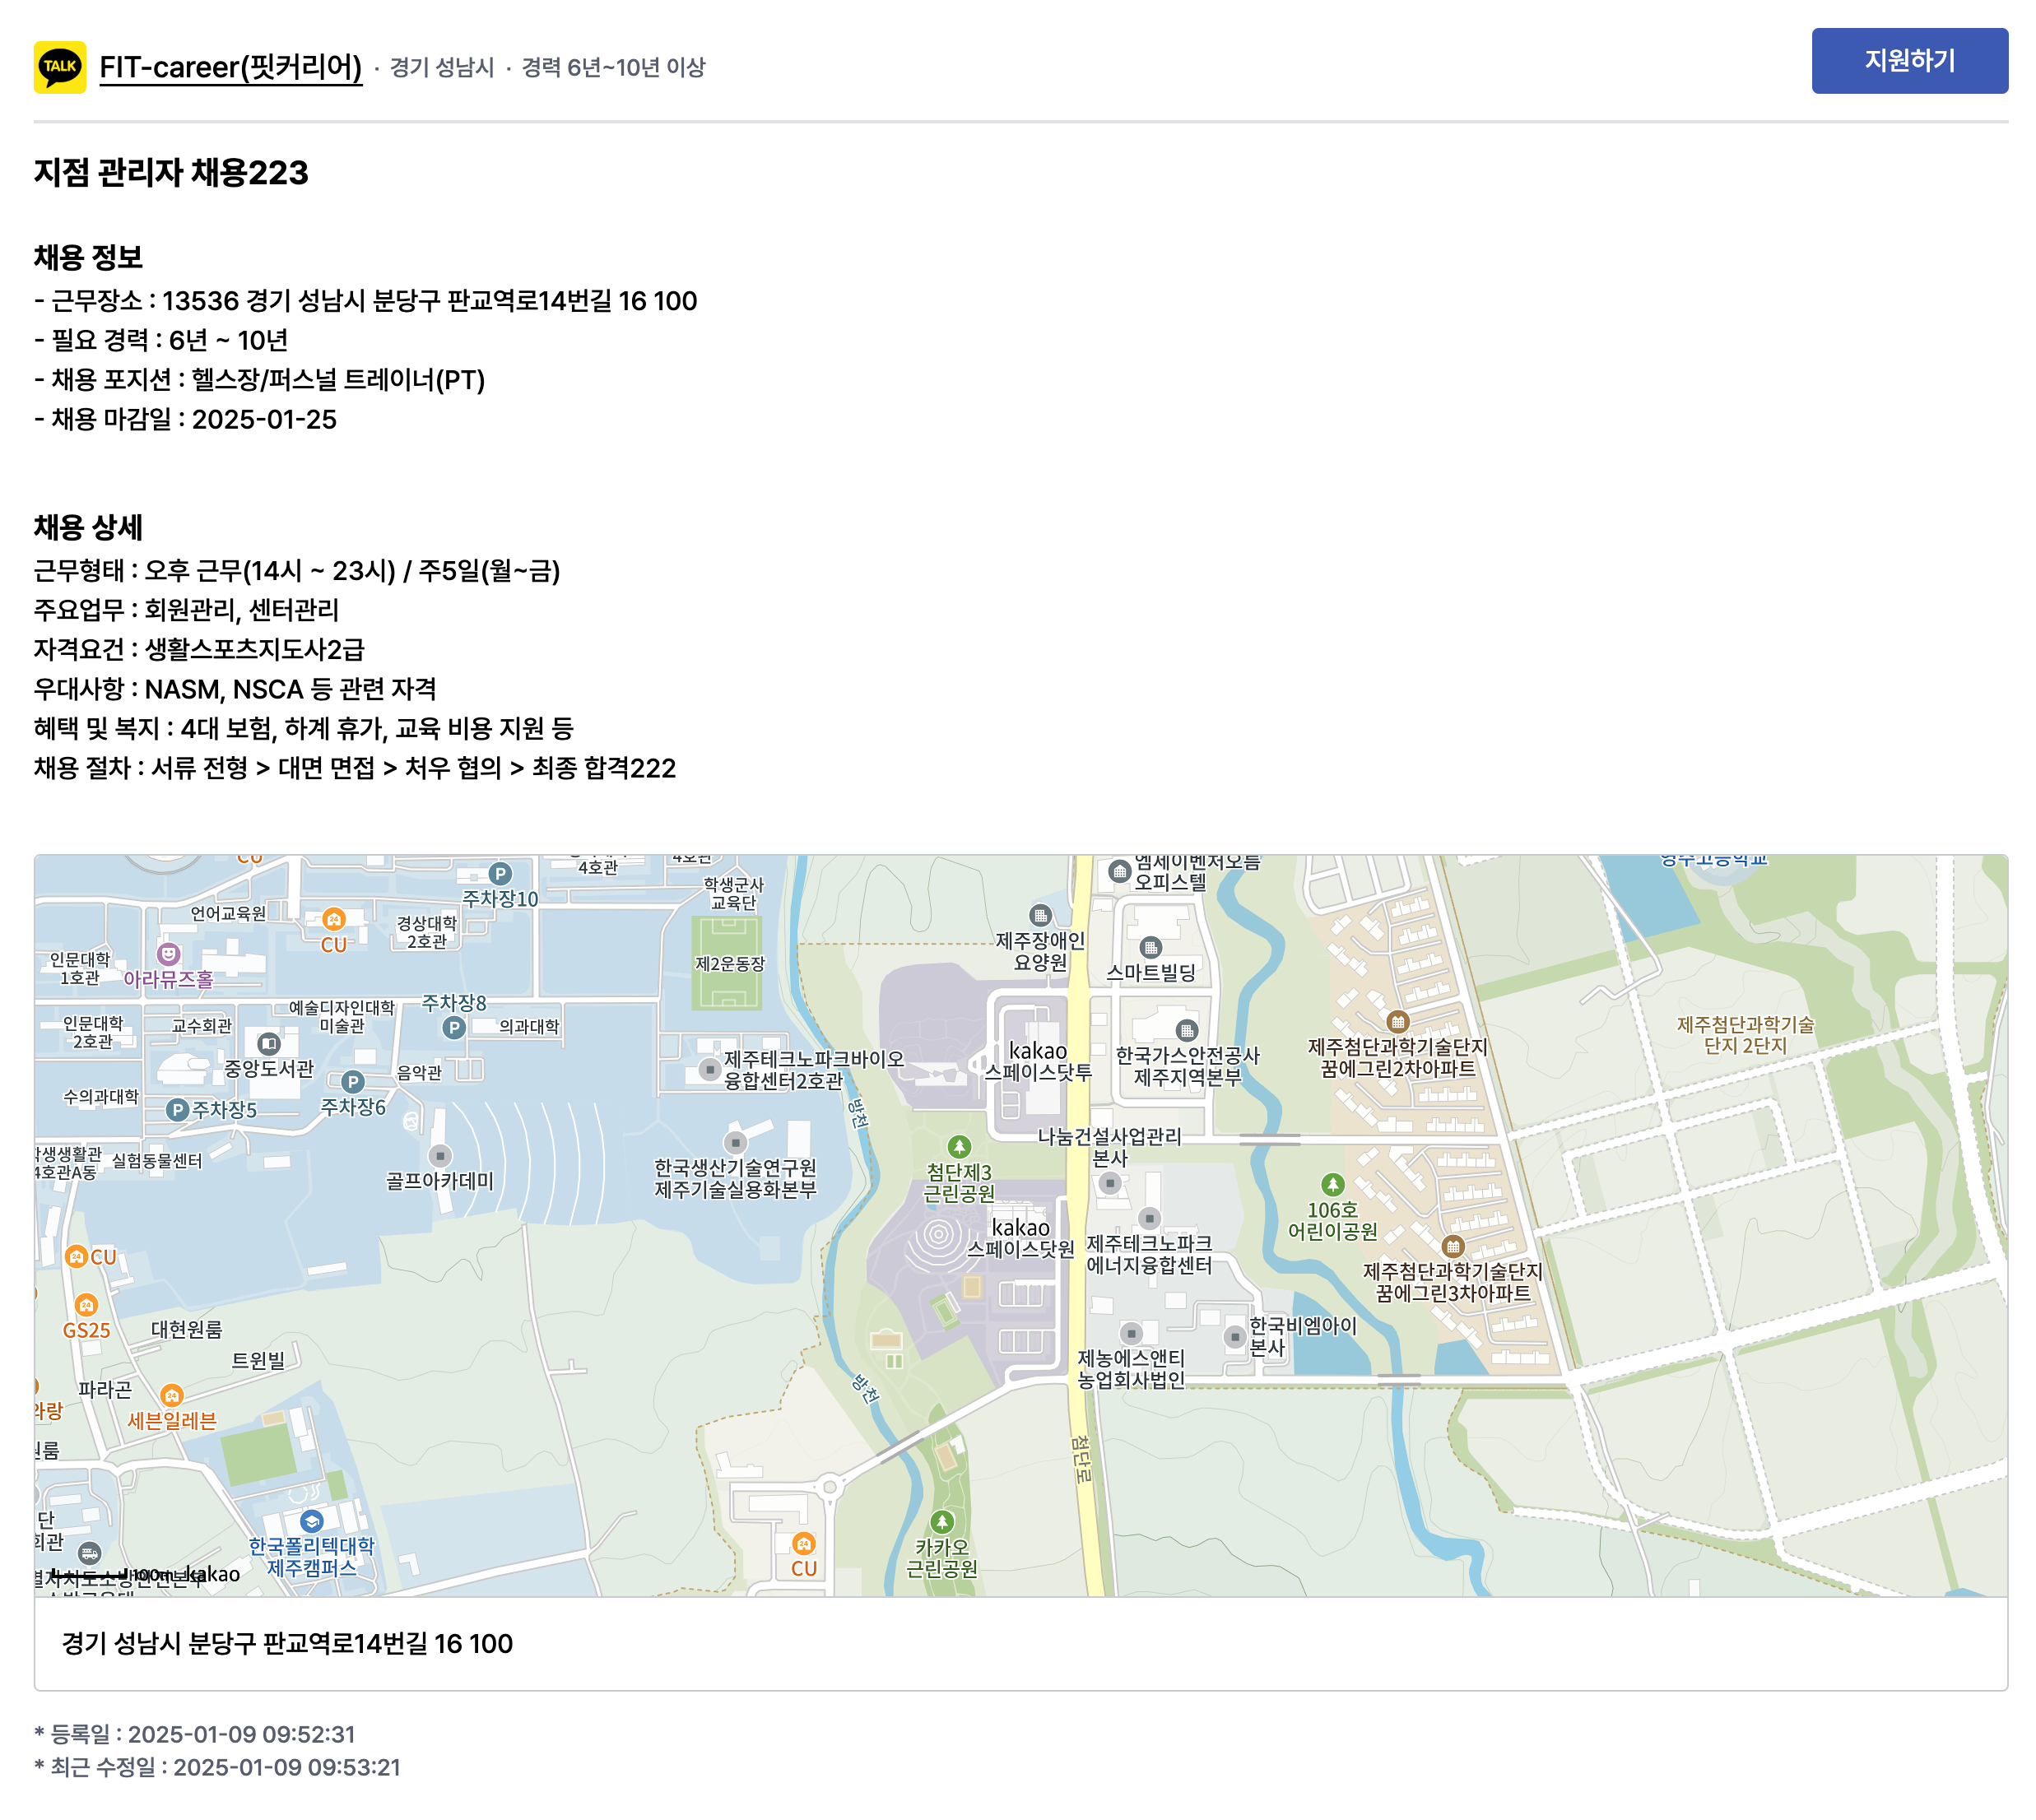 TALK
FIT-career(핏커리어) · 경기 성남시 · 경력 6년~10년 이상
지원하기
지점 관리자 채용223
채용 정보
- 근무장소 : 13536 경기 성남시 분당구 판교역로14번길 16 100
- 필요 경력 : 6년 ~ 10년
- 채용 포지션 : 헬스장/퍼스널 트레이너(PT)
- 채용 마감일 : 2025-01-25
채용 상세
근무형태 : 오후 근무(14시 ~ 23시) / 주5일(월~금)
주요업무 : 회원관리, 센터관리
자격요건 : 생활스포츠지도사2급
우대사항 : NASM, NSCA 등 관련 자격
혜택 및 복지 : 4대 보험, 하계 휴가, 교육 비용 지원 등
채용 절차 : 서류 전형 > 대면 면접 > 처우 협의 > 최종 합격222
CU
4호관
4호관
엠세이벤처오름
오피스텔
영주고등학교
P
주차장10
학생군사
교육단
언어교육원
24
CU
경상대학
2호관
제주장애인
요양원
스마트빌딩
인문대학
1호관
아라뮤즈홀
제2운동장
인문대학
2호관
교수회관
예술디자인대학
미술관
주차장8
P
의과대학
중앙도서관
음악관
제주테크노파크바이오
융합센터2호관
kakao
스페이스닷투
한국가스안전공사
제주지역본부
제주첨단과학기술단지
꿈에그린2차아파트
제주첨단과학기술
단지 2단지
수의과대학
P
주차장5
P
주차장6
방천
나눔건설사업관리
본사
실험동물센터
4호관A동
골프아카데미
한국생산기술연구원
제주기술실용화본부
첨단제3
근린공원
106호
어린이공원
kakao
스페이스닷원
제주테크노파크
에너지융합센터
24
CU
제주첨단과학기술단지
꿈에그린3차아파트
24
GS25
대현원룸
트윈빌
한국비엠아이
본사
제농에스앤티
농업회사법인
파라곤
24
세븐일레븐
방천
첨단로
한국폴리텍대학
제주캠퍼스
24
CU
카카오
근린공원
100m
kakao
경기 성남시 분당구 판교역로14번길 16 100
* 등록일 : 2025-01-09 09:52:31
* 최근 수정일 : 2025-01-09 09:53:21